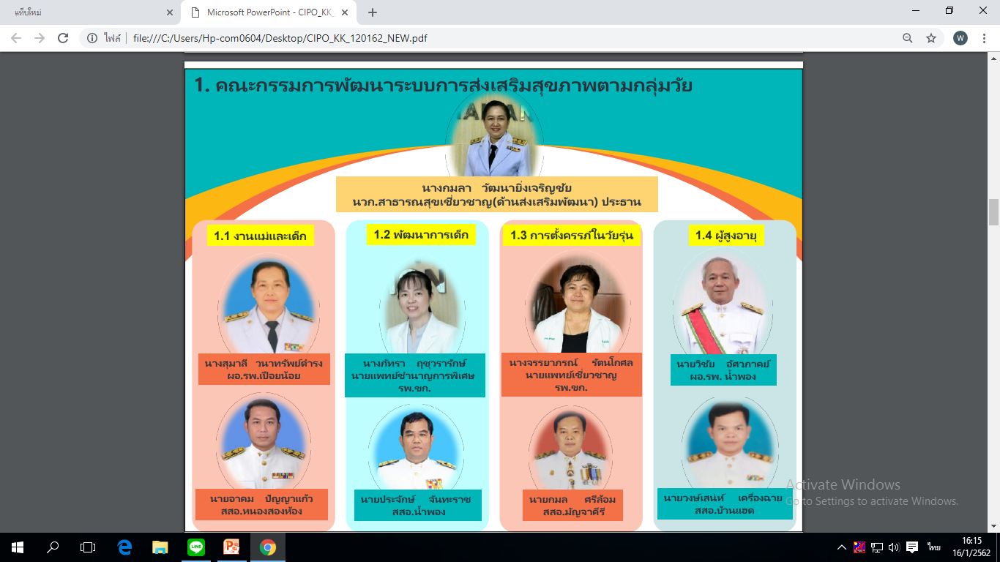 แท็บใหม่
Microsoft PowerPoint - CIPO_KK_
ไฟล์ file:///C:/Users/Hp-com0604/Desktop/CIPO_KK_120162_NEW.pdf
W
1. คณะกรรมการพัฒนาระบบการส่งเสริมสุขภาพตามกลุ่มวัย
นางกมลา วัฒนายิ่งเจริญชัย
นวก.สาธารณสุขเชี่ยวชาญ(ด้านส่งเสริมพัฒนา) ประธาน
1.1 งานแม่และเด็ก
นางสุมาลี วนาทรัพย์ดำรง
ผอ.รพ.เปือยน้อย
นายอาคม ปัญญาแก้ว
สสอ.หนองสองห้อง
1.2 พัฒนาการเด็ก
นางภัทรา ฤชุวรารักษ์
นายแพทย์ชำนาญการพิเศษ
รพ.ขก.
นายประจักษ์ จันทะราช
สสอ.น้ำพอง
1.3 การตั้งครรภ์ในวัยรุ่น
นางจรรยาภรณ์ รัตนโกศล
นายแพทย์เชี่ยวชาญ
รพ.ขก.
นายกมล ศรีล้อม
สสอ.มัญจาคีรี
1.4 ผู้สูงอายุ
นายวิชัย อัศวภาคย์
ผอ.รพ. น้ำพอง
นายวงษ์เสน่ห์ เครื่องฉาย
สสอ.บ้านแฮด
Activate Windows
Go to Settings to activate Windows.
LINE
ไทย
16:15
16/1/2562